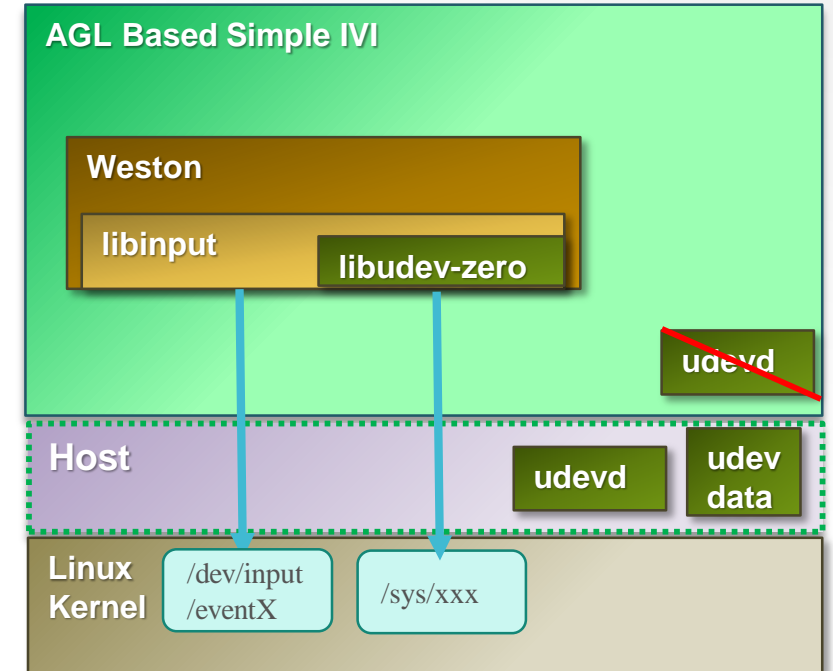 AGL Based Simple IVI
Weston
libinput
libudev-zero
udevd
Host
udevd
udev
data
Linux
Kernel
/dev/input
/eventX
/sys/xxx